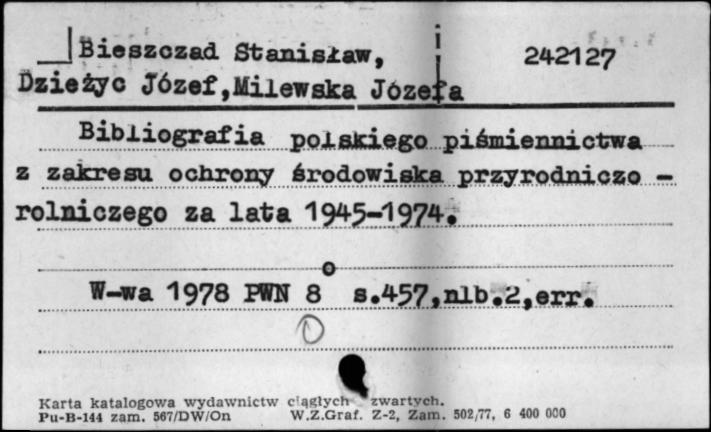 Bieszczad Stanisław, 242127
Dzieżyc Józef,Milewska Józefa
Bibliografia polskiego piśmiennictwa
z zakresu ochrony środowiska przyrodniczo -
rolniczego za lata 1945-1974.
W-wa 1978 PWN 8° s.457,nlb.2,err.
Karta katalogowa wydawnictw ciągłych zwartych.
Pu-B-144 zam. 567/DW/On W.Z.Graf. Z-2, Zam. 502/77, 6 400 000